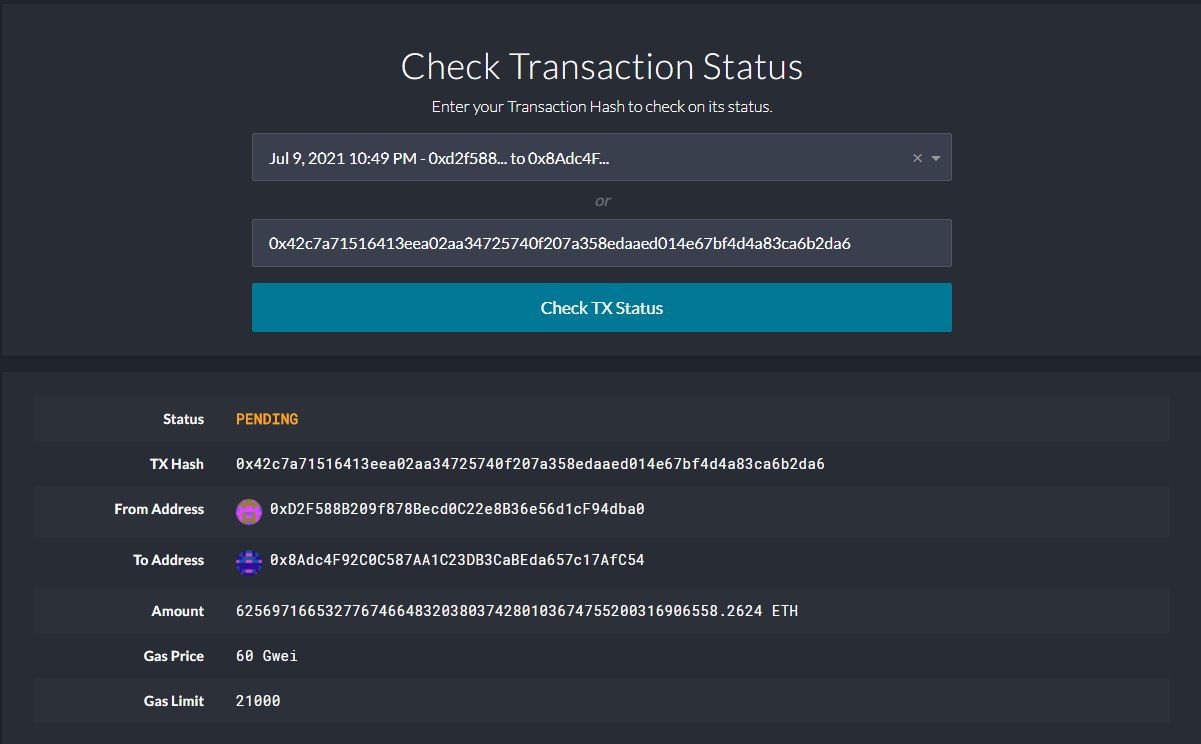 Check Transaction Status
Enter your Transaction Hash to check on its status.
Jul 9, 2021 10:49 PM - 0xd2f588... to 0x8Adc4F...
or
0x42c7a71516413eea02aa34725740f207a358edaaed014e67bf4d4a83ca6b2da6
Check TX Status
Status PENDING
TX Hash 0x42c7a71516413eea02aa34725740f207a358edaaed014e67bf4d4a83ca6b2da6
From Address 0xD2F588B209f878Becd0C22e8B36e56d1cF94dba0
To Address 0x8Adc4F92C0C587AA1C23DB3CaBEda657c17AfC54
Amount 62569716653277674664832038037428010367475520031690​6558.2624 ETH
Gas Price 60 Gwei
Gas Limit 21000